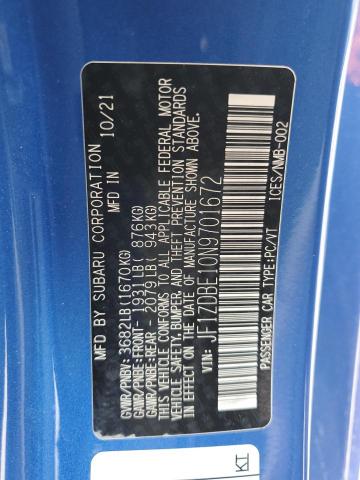 MFD BY SUBARU CORPORATION
MFD IN 10/21
GWR/PNBV: 3682LB(1670KG)
GAWR/PNBE-FRONT- 1931LB( 876KG)
GAWR/PNBE-REAR - 2079LB( 943KG)
THIS VEHICLE CONFORMS TO ALL APPLICABLE FEDERAL MOTOR
VEHICLE SAFETY,BUMPER, AND THEFT PREVENTION STANDARDS
IN EFFECT ON THE DATE OF MANUFACTURE SHOWN ABOVE.
VIN: JF1ZDBE10N9701672
PASSENGER CAR TYPE:PC/VT
ICES/NMB-002
KT